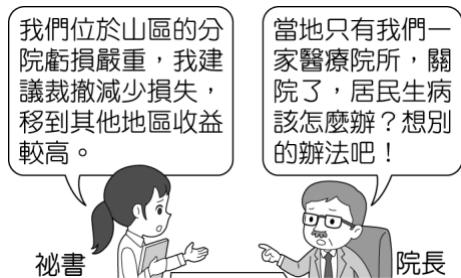 我們位於山區的分
院虧損嚴重，我建
議裁撤減少損失，
移到其他地區收益
較高。
當地只有我們一
家醫療院所，關
院了，居民生病
該怎麼辦？想別
的辦法吧！
祕書
院長